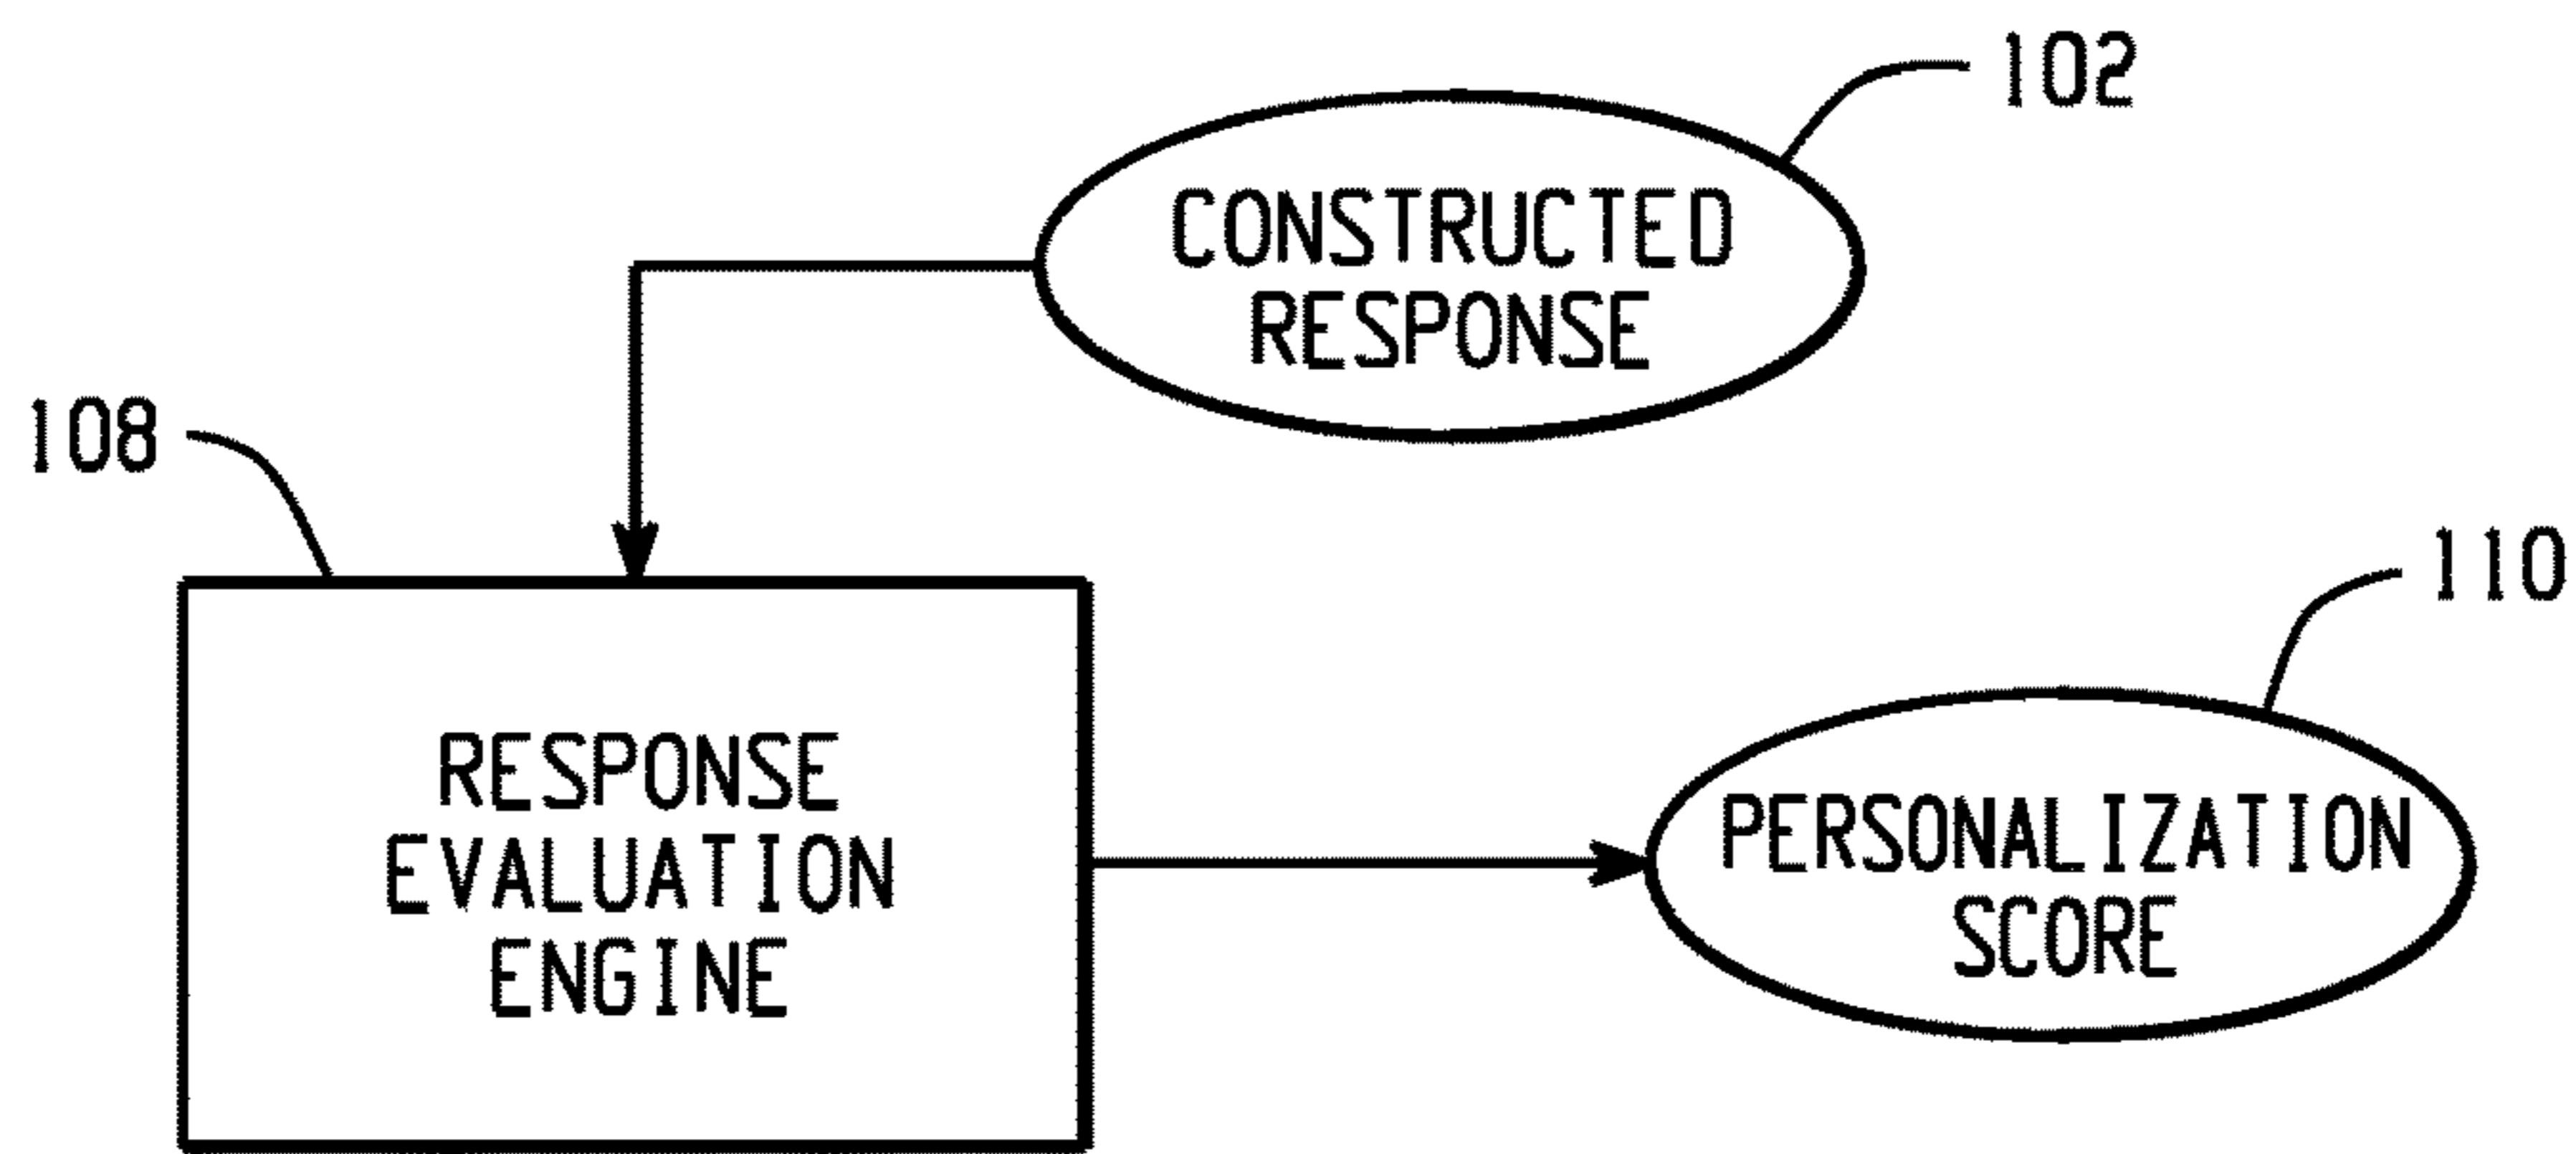 102
CONSTRUCTED
RESPONSE
108
110
RESPONSE
EVALUATION
ENGINE
PERSONALIZATION
SCORE